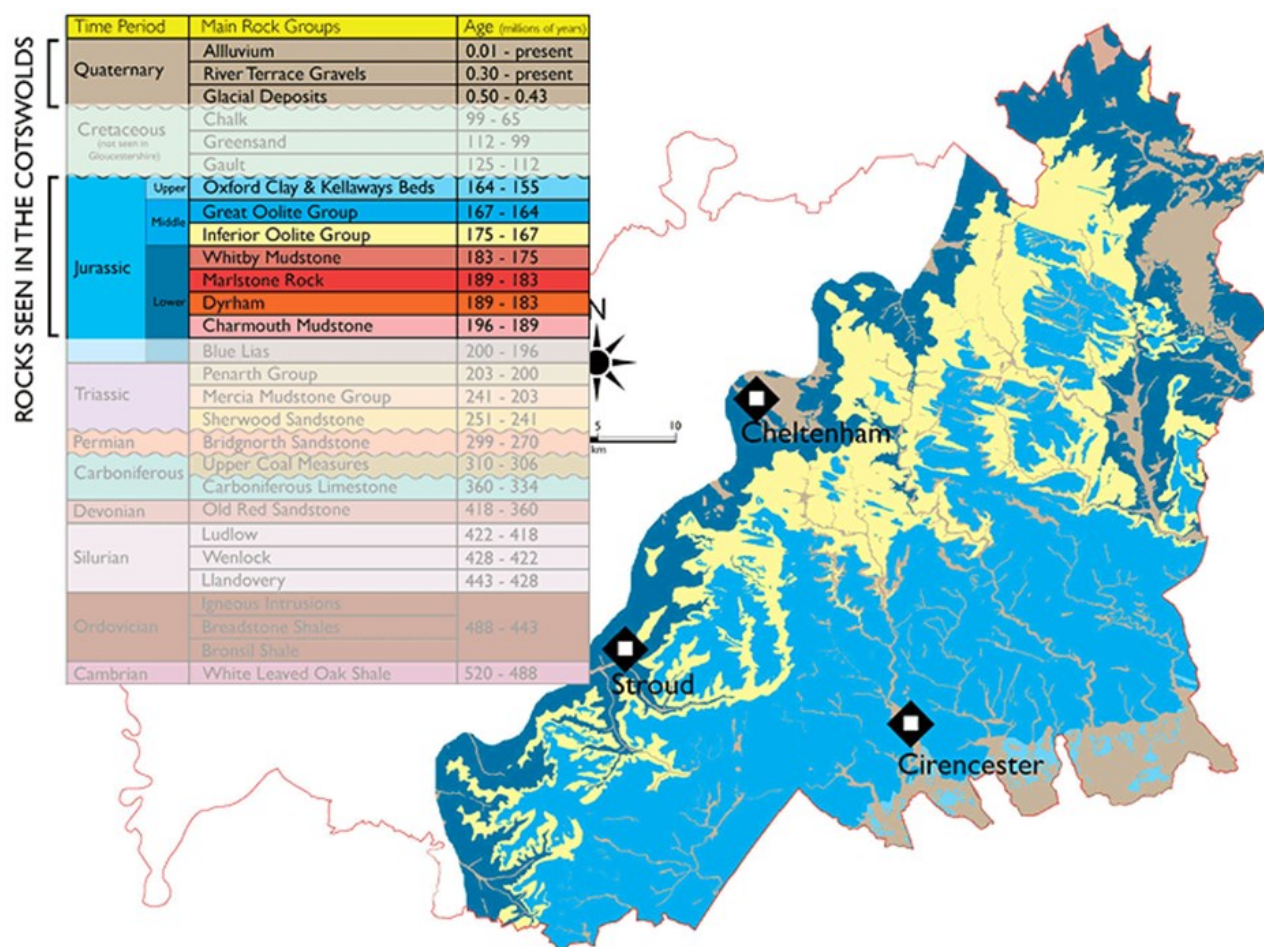 ROCKS SEEN IN THE COTSWOLDS
Time Period Main Rock Groups Age (millions of years)
Quaternary
Allluvium 0.01 - present
River Terrace Gravels 0.30 - present
Glacial Deposits 0.50 - 0.43
Cretaceous
(not seen in
Gloucestershire)
Chalk 99 - 65
Greensand 112 - 99
Gault 125 - 112
Jurassic
Upper Oxford Clay & Kellaways Beds 164 - 155
Middle
Great Oolite Group 167 - 164
Inferior Oolite Group 175 - 167
Lower
Whitby Mudstone 183 - 175
Marlstone Rock 189 - 183
Dyrham 189 - 183
Charmouth Mudstone 196 - 189
Blue Lias 200 - 196
Triassic
Penarth Group 203 - 200
Mercia Mudstone Group 241 - 203
Sherwood Sandstone 251 - 241
Permian Bridgnorth Sandstone 299 - 270
Carboniferous
Upper Coal Measures 310 - 306
Carboniferous Limestone 360 - 334
Devonian Old Red Sandstone 418 - 360
Silurian
Ludlow 422 - 418
Wenlock 428 - 422
Llandovery 443 - 428
Ordovician
Igneous Intrusions
Breadstone Shales 488 - 443
Bronsil Shale
Cambrian White Leaved Oak Shale 520 - 488
N
5 10
km
Cheltenham
Stroud
Cirencester